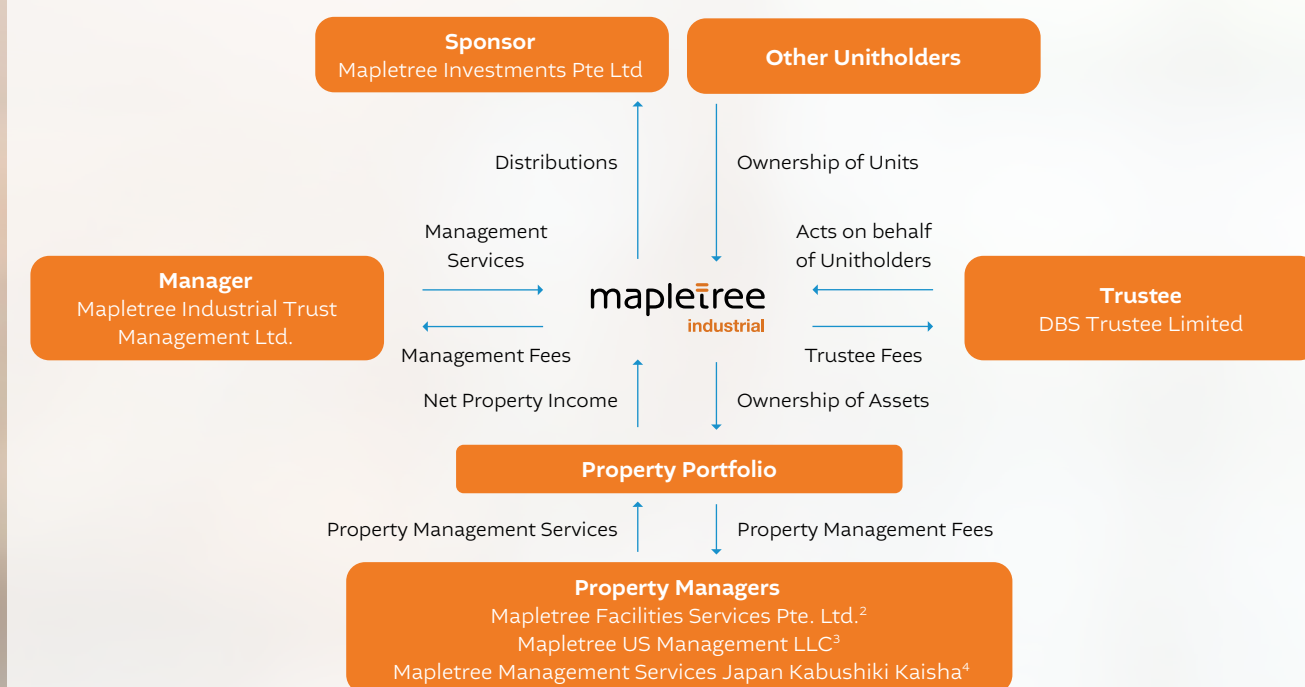 Sponsor
Mapletree Investments Pte Ltd
Other Unitholders
Distributions
Ownership of Units
Management
Services
Acts on behalf
of Unitholders
Manager
Mapletree Industrial Trust
Management Ltd.
mapletree
industrial
Trustee
DBS Trustee Limited
Management Fees
Trustee Fees
Net Property Income
Ownership of Assets
Property Portfolio
Property Management Services
Property Management Fees
Property Managers
Mapletree Facilities Services Pte. Ltd.²
Mapletree US Management LLC³
Mapletree Management Services Japan Kabushiki Kaisha⁴